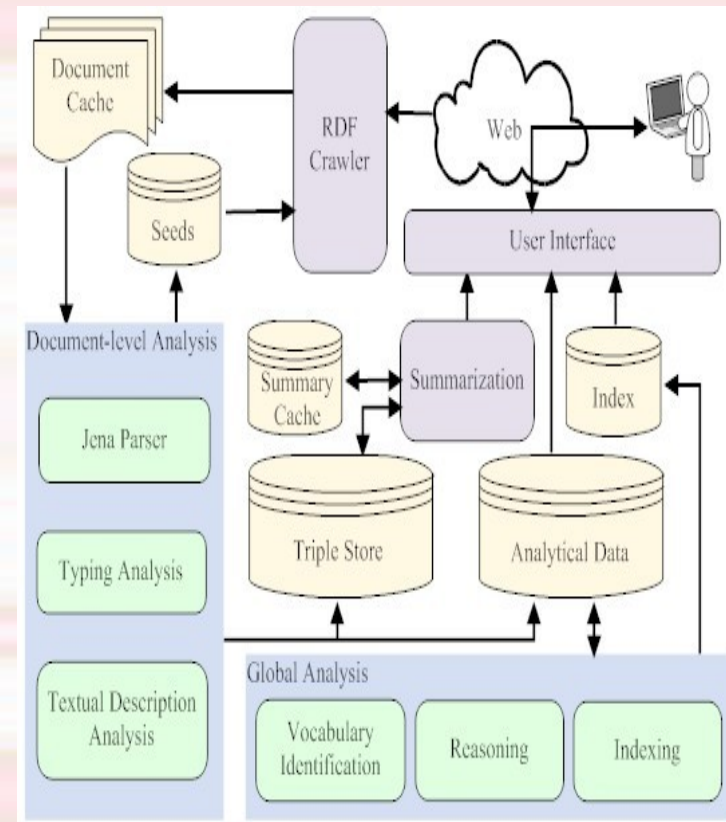 Document
Cache
RDF
Crawler
Web
Seeds
User Interface
Document-level Analysis
Summary
Cache
Summarization
Index
Jena Parser
Triple Store
Analytical Data
Typing Analysis
Textual Description
Analysis
Global Analysis
Vocabulary
Identification
Reasoning
Indexing